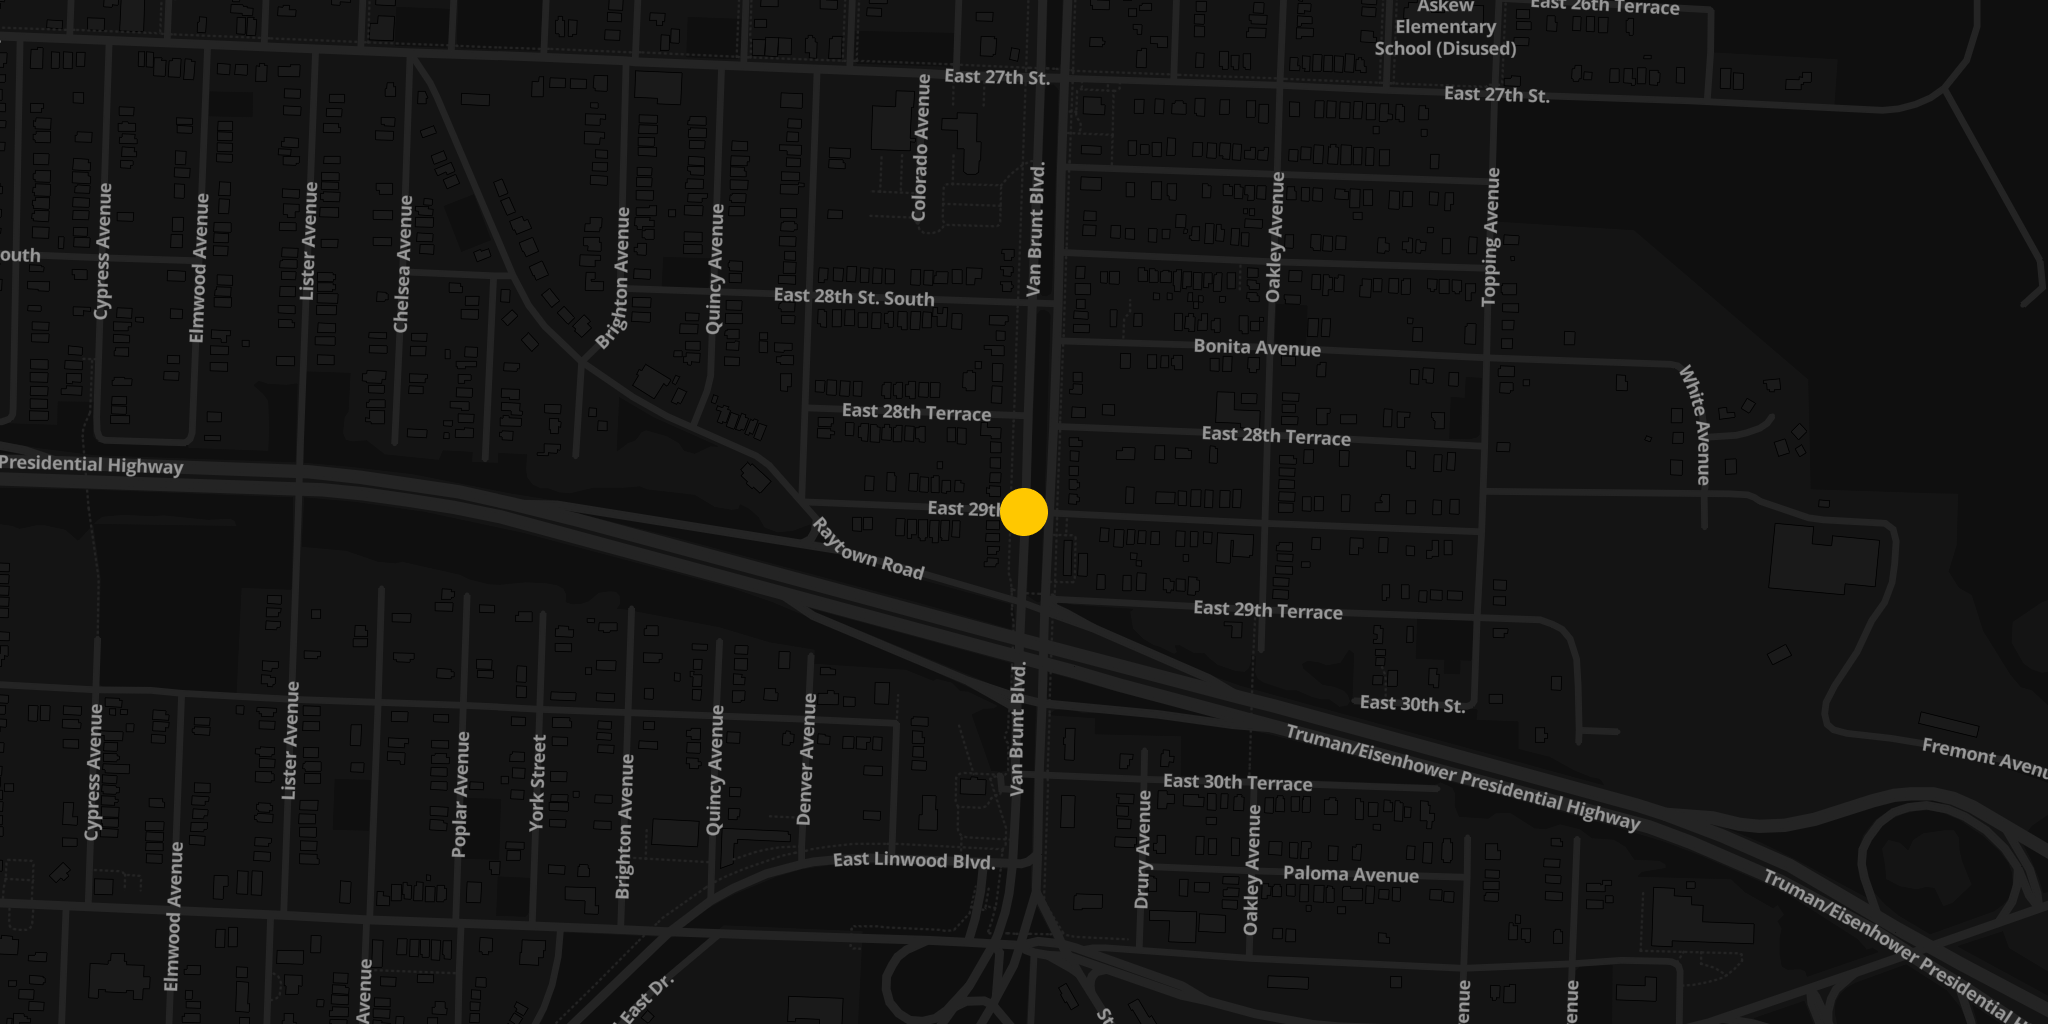 Askew
Elementary
School (Disused)
East 26th Terrace
East 27th St.
East 27th St.
Colorado Avenue
Van Brunt Blvd.
Oakley Avenue
Topping Avenue
Cypress Avenue
Elmwood Avenue
Lister Avenue
Chelsea Avenue
Brighton Avenue
Quincy Avenue
outh
East 28th St. South
Bonita Avenue
White Avenue
East 28th Terrace
East 28th Terrace
Presidential Highway
East 29th
Raytown Road
East 29th Terrace
East 30th St.
Van Brunt Blvd.
Truman/Eisenhower Presidential Highway
Fremont Avenu
Cypress Avenue
Lister Avenue
Poplar Avenue
York Street
Brighton Avenue
Quincy Avenue
Denver Avenue
East 30th Terrace
Drury Avenue
Oakley Avenue
East Linwood Blvd.
Paloma Avenue
Elmwood Avenue
Truman/Eisenhower Presidential H
Avenue
East Dr.
St
enue
enue